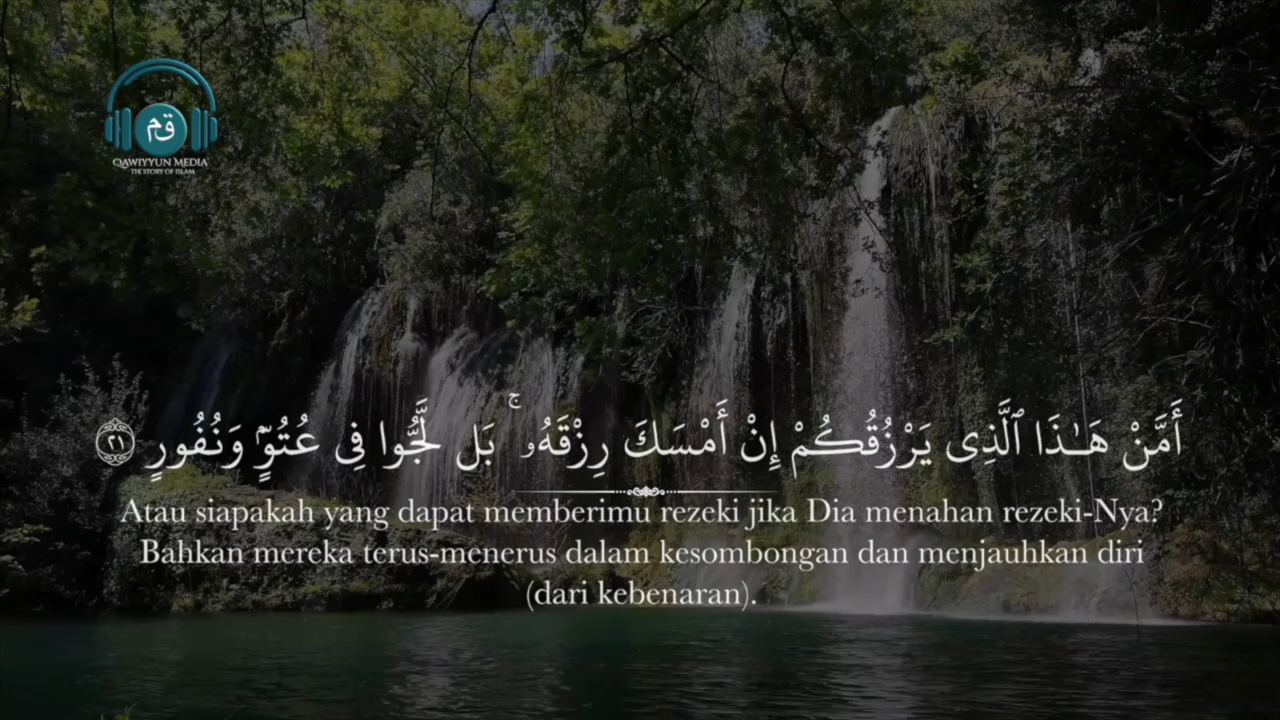 قم
QAWIYYUN MEDIA
THE STORY OF ISLAM
أَمَّنْ هَـٰذَا ٱلَّذِى يَرْزُقُكُمْ إِنْ أَمْسَكَ رِزْقَهُۥ ۚ بَل لَّجُّوا۟ فِى عُتُوٍّۢ وَنُفُورٍ ٢١
Atau siapakah yang dapat memberimu rezeki jika Dia menahan rezeki-Nya?
Bahkan mereka terus-menerus dalam kesombongan dan menjauhkan diri
(dari kebenaran).